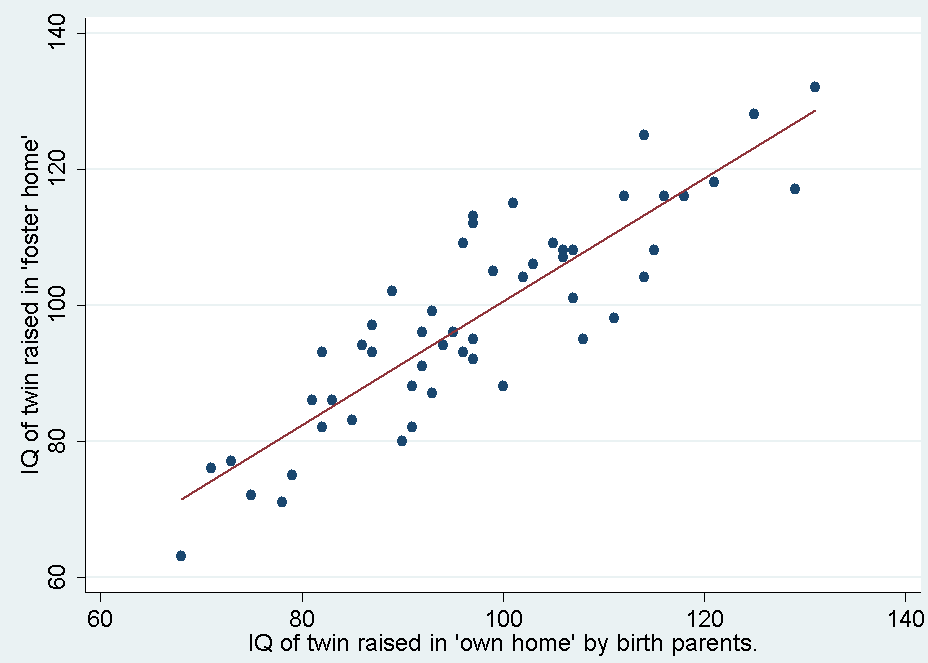 140
120
100
80
60
IQ of twin raised in 'foster home'
60 80 100 120 140
IQ of twin raised in 'own home' by birth parents.